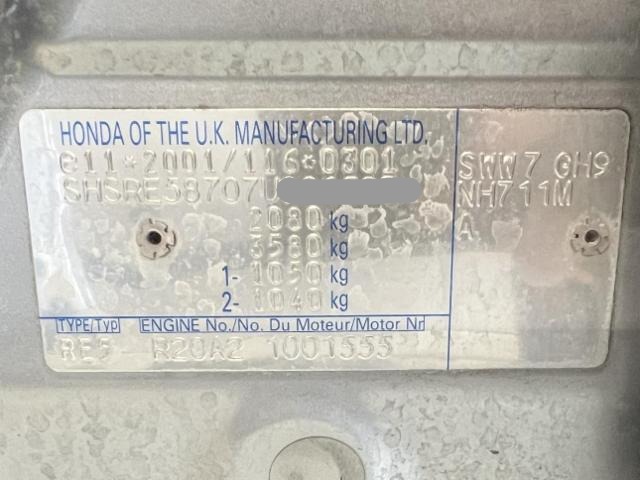 HONDA OF THE U.K. MANUFACTURING LTD.
e11*2001/116*0301
SHSRE58707U
2080 kg
3580 kg
1- 1050 kg
2- 1040 kg
SWW7 GH9
NH711M
A
TYPE/Typ ENGINE No./No. Du Moteur/Motor Nr
RE5 R20A2 1001555